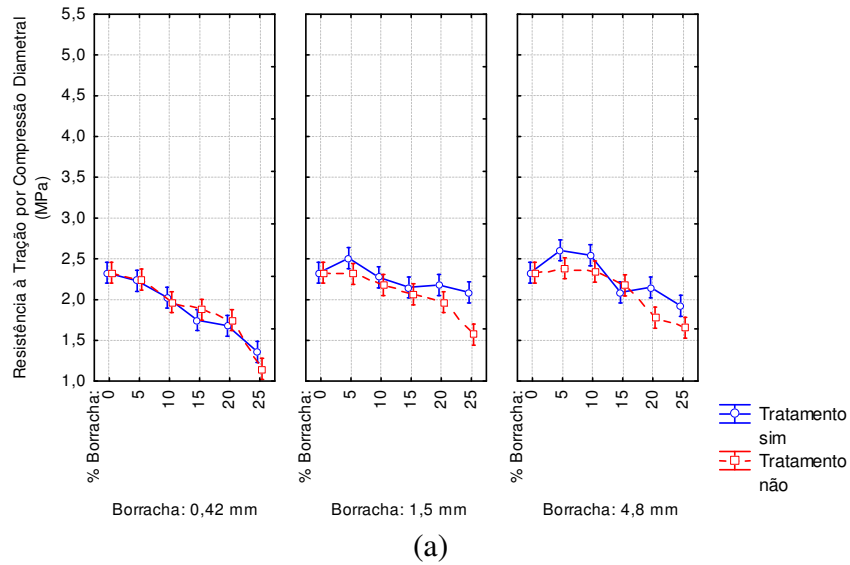 Resistência à Tração por Compressão Diametral
(MPa)
5,5
5,0
4,5
4,0
3,5
3,0
2,5
2,0
1,5
1,0
% Borracha: 0 5 10 15 20 25
% Borracha: 0 5 10 15 20 25
% Borracha: 0 5 10 15 20 25
Borracha: 0,42 mm
Borracha: 1,5 mm
Borracha: 4,8 mm
Tratamento
sim
Tratamento
não
(a)